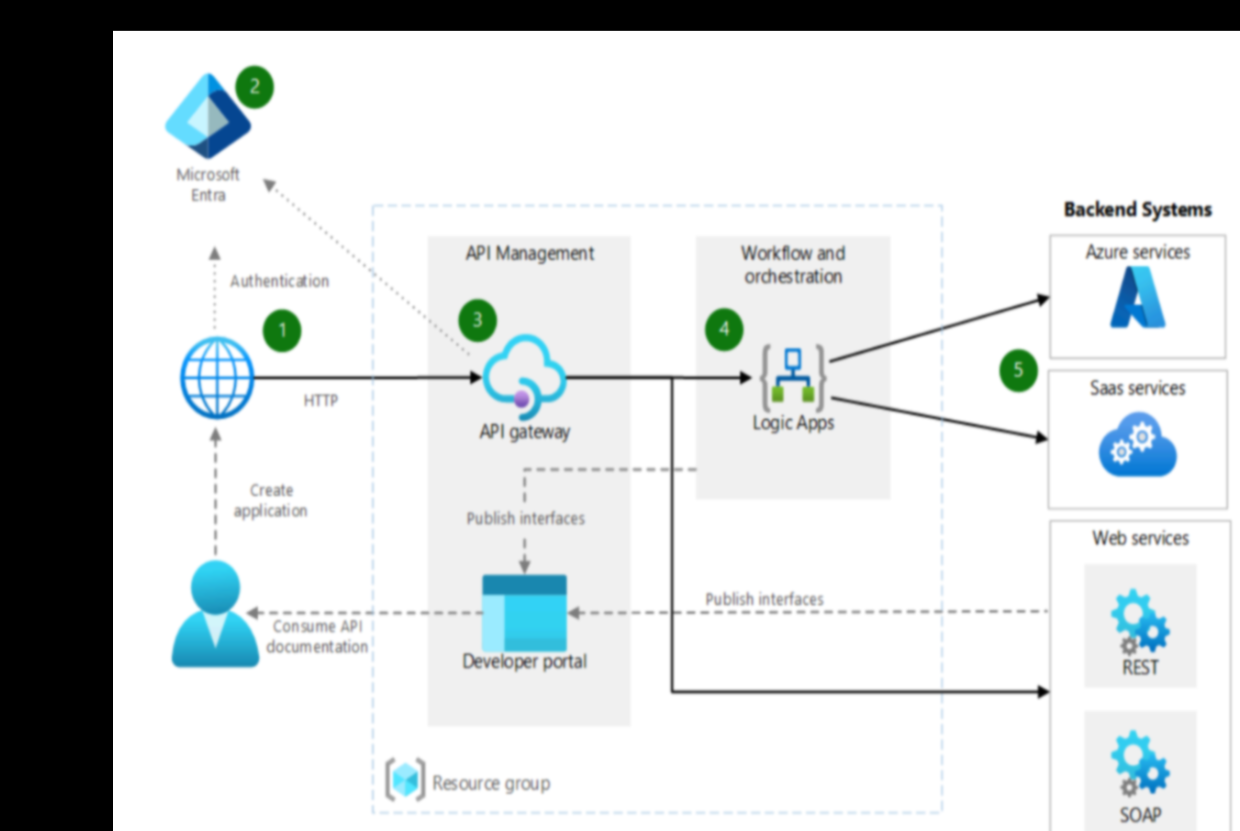 2
Microsoft
Entra
Backend Systems
API Management
Workflow and
orchestration
Azure services
Authentication
1
3
4
5
HTTP
API gateway
Logic Apps
Saas services
Create
application
Publish interfaces
Web services
Publish interfaces
Consume API
documentation
Developer portal
REST
Resource group
SOAP